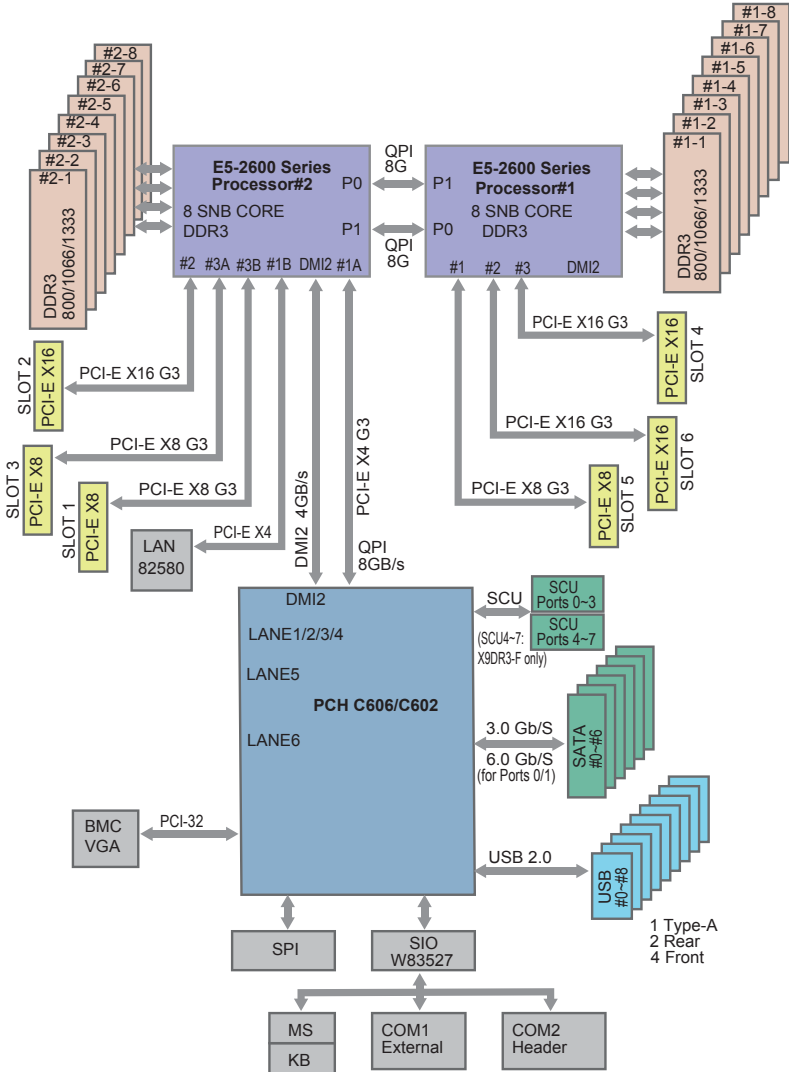 #2-8
#2-7
#2-6
#2-5
#2-4
#2-3
#2-2
#2-1
DDR3
800/1066/1333
E5-2600 Series
Processor#2
8 SNB CORE
DDR3
P0
P1
#2
#3A
#3B
#1B
DMI2
#1A
QPI
8G
QPI
8G
E5-2600 Series
Processor#1
P1
8 SNB CORE
P0
DDR3
#1
#2
#3
DMI2
#1-8
#1-7
#1-6
#1-5
#1-4
#1-3
#1-2
#1-1
DDR3
800/1066/1333
SLOT 2
PCI-E X16
PCI-E X16 G3
SLOT 3
PCI-E X8
PCI-E X8 G3
SLOT 1
PCI-E X8
PCI-E X8 G3
LAN
82580
PCI-E X4
DMI2 4GB/s
PCI-E X4 G3
QPI
8GB/s
PCI-E X16 G3
PCI-E X16
SLOT 4
PCI-E X16 G3
PCI-E X16
SLOT 6
PCI-E X8 G3
PCI-E X8
SLOT 5
DMI2
LANE1/2/3/4
LANE5
PCH C606/C602
LANE6
SCU
SCU
Ports 0~3
SCU
Ports 4~7
(SCU4~7:
X9DR3-F only)
3.0 Gb/S
6.0 Gb/S
(for Ports 0/1)
SATA
#0~#6
BMC
VGA
PCI-32
USB 2.0
USB
#0~#8
1 Type-A
2 Rear
4 Front
SPI
SIO
W83527
MS
KB
COM1
External
COM2
Header